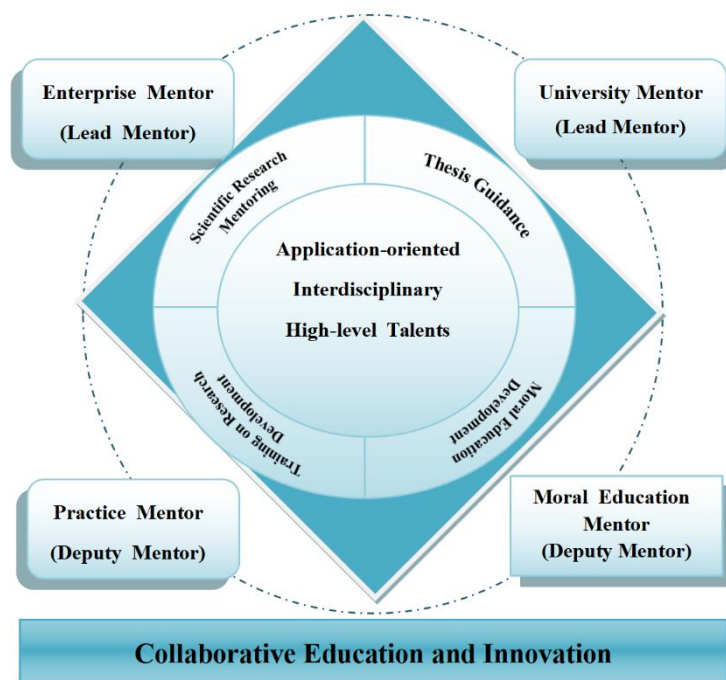 Enterprise Mentor
(Lead Mentor)
University Mentor
(Lead Mentor)
Scientific Research
Mentoring
Thesis Guidance
Application-oriented
Interdisciplinary
High-level Talents
Training on Research
Development
Moral Education
Development
Practice Mentor
(Deputy Mentor)
Moral Education
Mentor
(Deputy Mentor)
Collaborative Education and Innovation